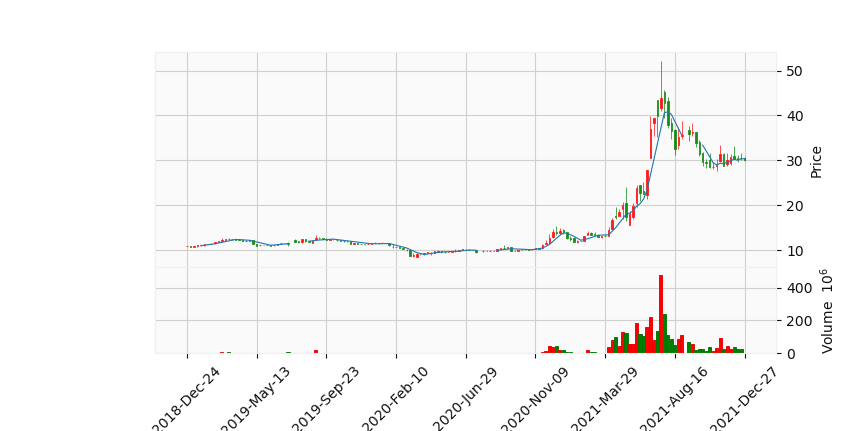 50
40
30
20
10
Price
400
200
0
Volume 10^6
2018-Dec-24
2019-May-13
2019-Sep-23
2020-Feb-10
2020-Jun-29
2020-Nov-09
2021-Mar-29
2021-Aug-16
2021-Dec-27